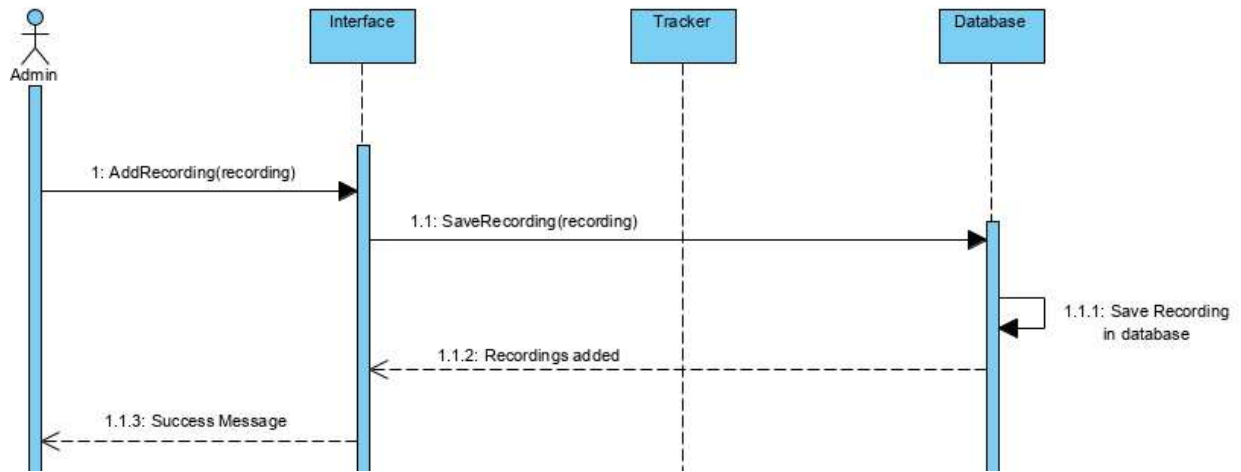 Interface
Tracker
Database
Admin
1: AddRecording(recording)
1.1: SaveRecording(recording)
1.1.1: Save Recording
in database
1.1.2: Recordings added
1.1.3: Success Message